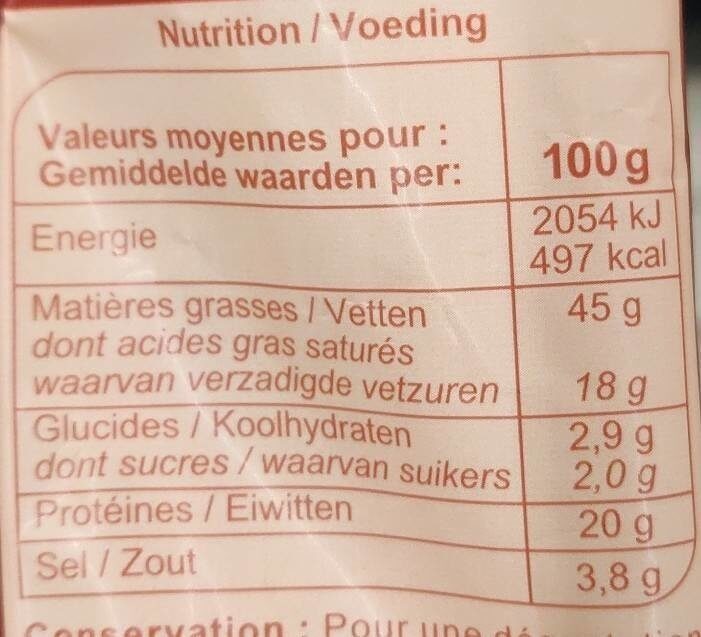 Nutrition / Voeding
Valeurs moyennes pour :
Gemiddelde waarden per:
100 g
Energie
2054 kJ
497 kcal
Matières grasses / Vetten
45 g
dont acides gras saturés
waarvan verzadigde vetzuren
18 g
Glucides / Koolhydraten
2,9 g
dont sucres / waarvan suikers
2,0 g
Protéines / Eiwitten
20 g
Sel / Zout
3,8 g
Conservation : Pour une